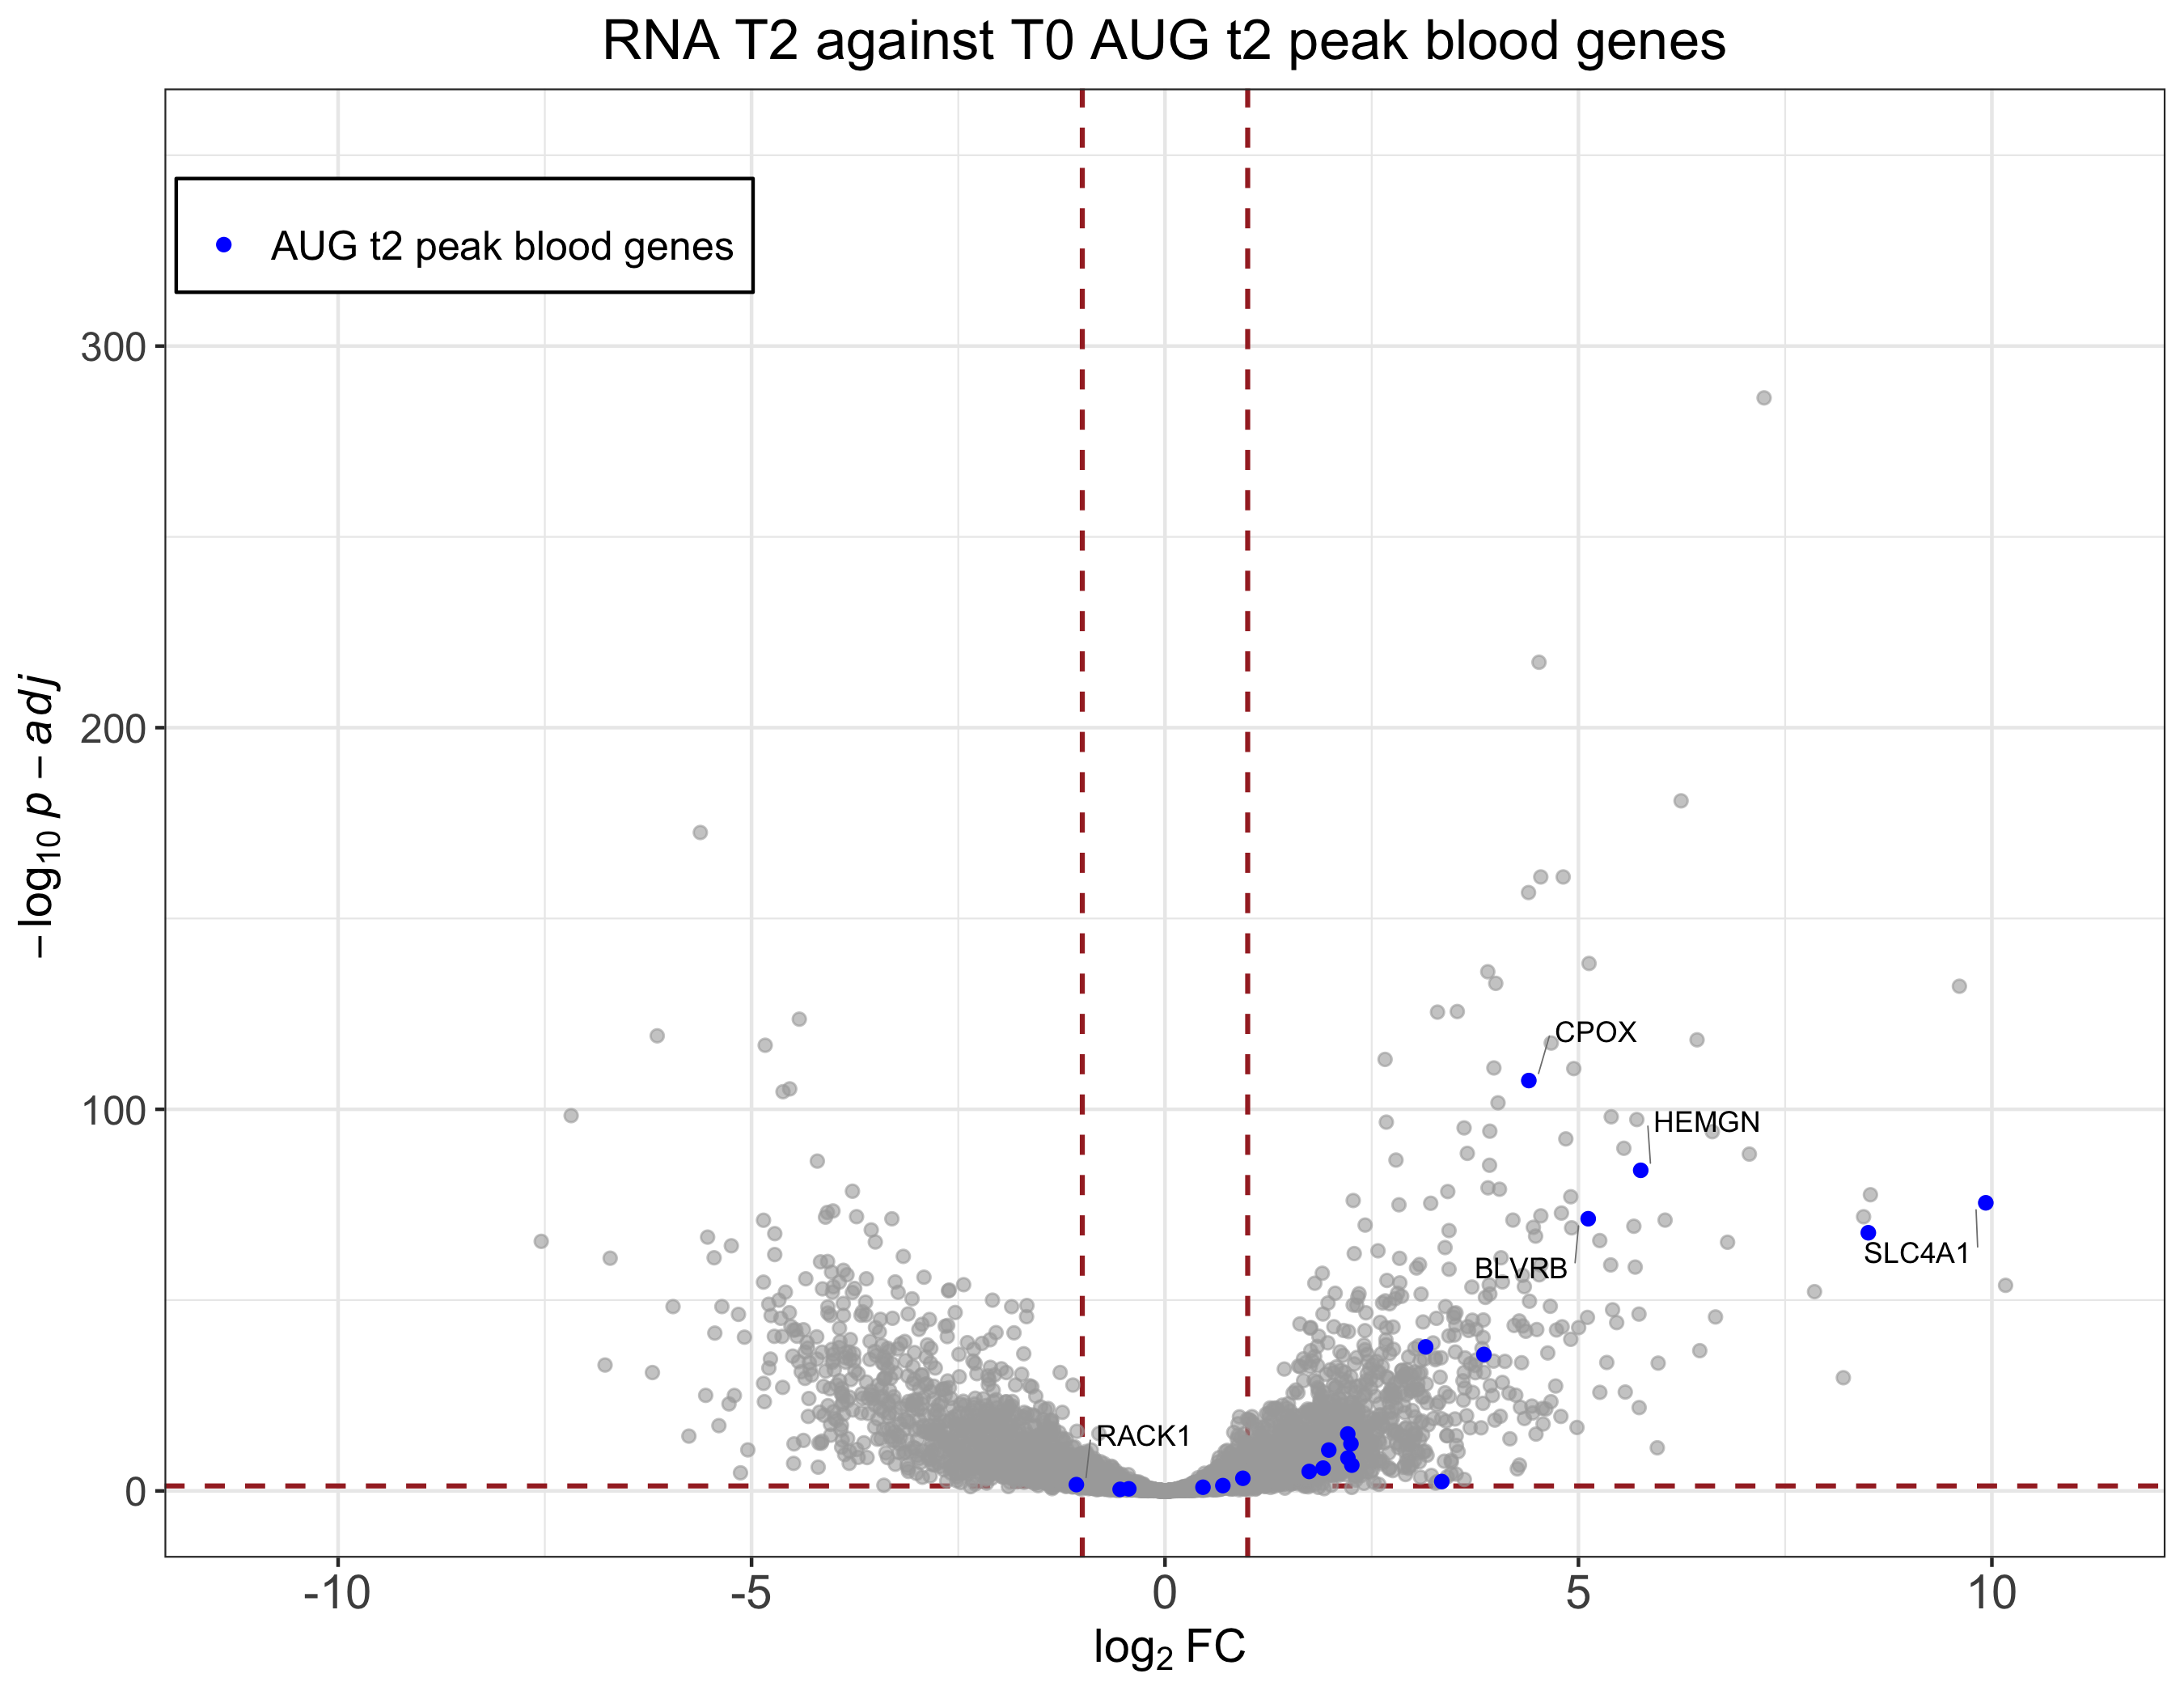 RNA T2 against T0 AUG t2 peak blood genes
AUG t2 peak blood genes
300
200
100
0
−log10 p − adj
CPOX
HEMGN
SLC4A1
BLVRB
RACK1
-10
-5
0
5
10
log2 FC